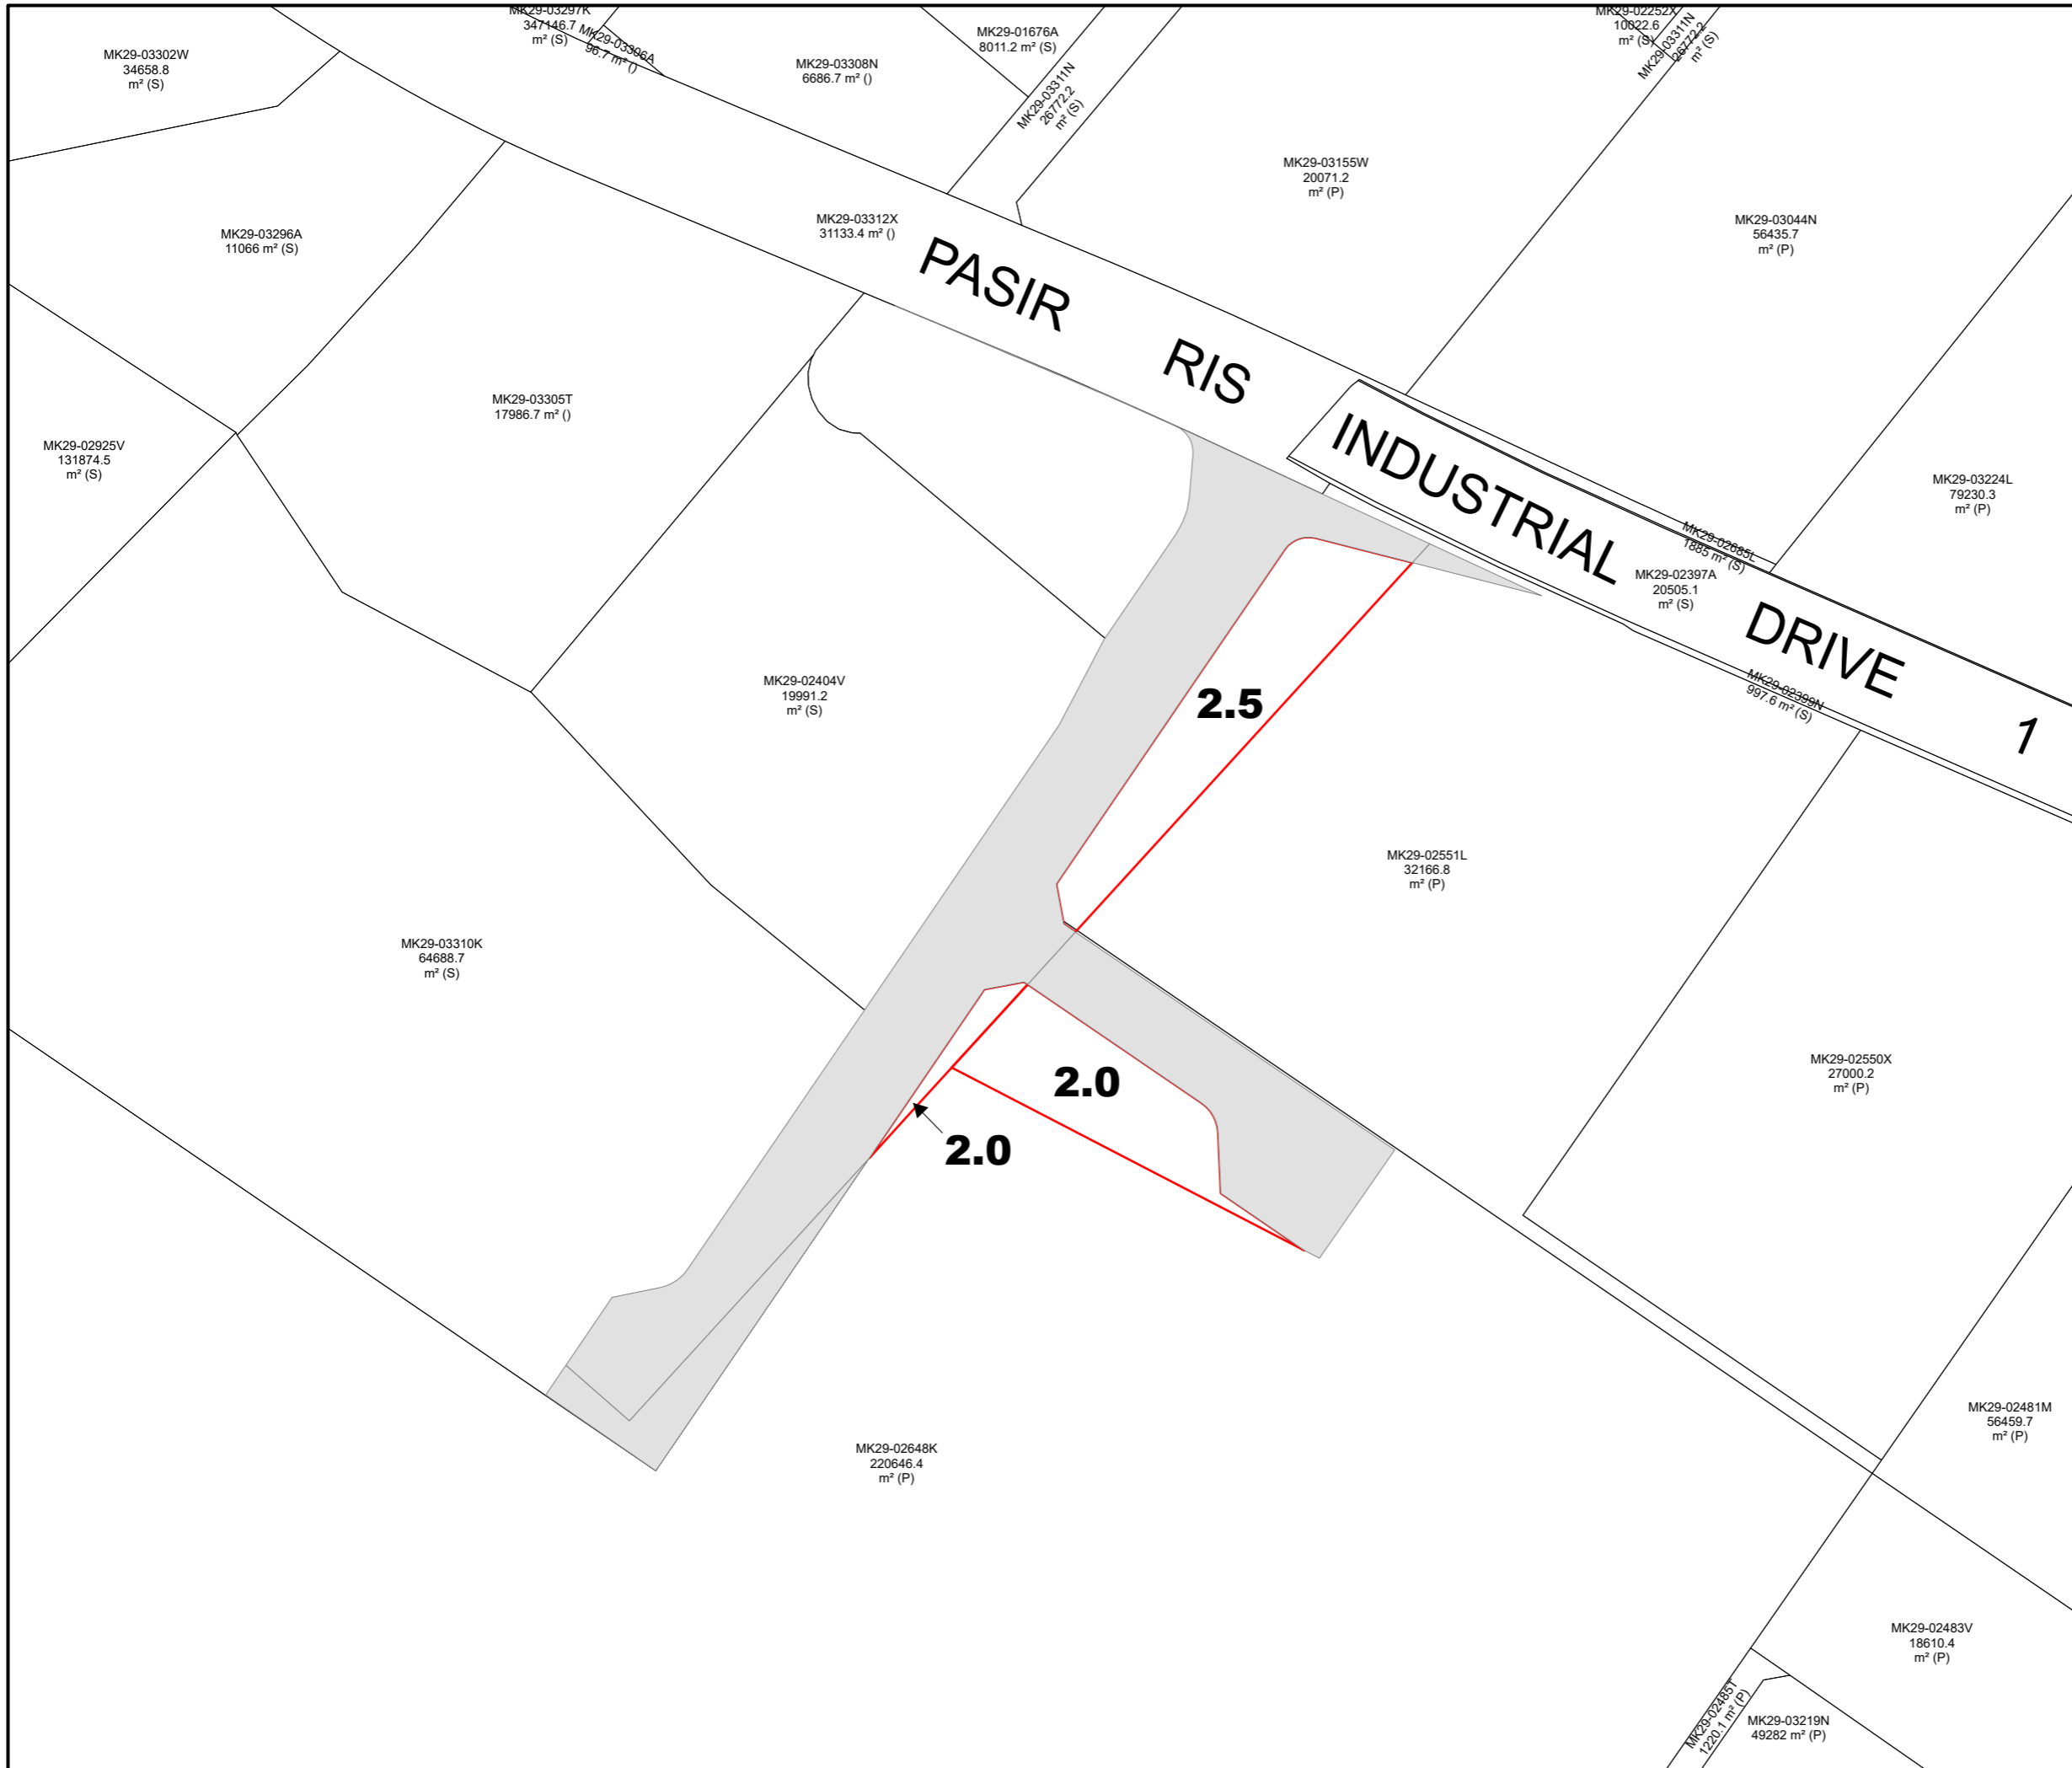 MK29-03297K
347146.7
m² (S)
MK29-03306A
96.7 m² ()
MK29-01676A
8011.2 m² (S)
MK29-02252X
10022.6
m² (S)
MK29-03311N
26772.2
m² (S)
MK29-03302W
34658.8
m² (S)
MK29-03308N
6686.7 m² ()
MK29-03311N
26772.2
m² (S)
MK29-03155W
20071.2
m² (P)
MK29-03044N
56435.7
m² (P)
MK29-03296A
11066 m² (S)
MK29-03312X
31133.4 m² ()
PASIR RIS INDUSTRIAL DRIVE 1
MK29-03305T
17986.7 m² ()
MK29-02925V
131874.5
m² (S)
MK29-03224L
79230.3
m² (P)
MK29-02685L
1885 m² (S)
MK29-02397A
20505.1
m² (S)
MK29-02399N
997.6 m² (S)
MK29-02404V
19991.2
m² (S)
2.5
MK29-02551L
32166.8
m² (P)
MK29-03310K
64688.7
m² (S)
MK29-02550X
27000.2
m² (P)
2.0
2.0
MK29-02648K
220646.4
m² (P)
MK29-02481M
56459.7
m² (P)
MK29-02483V
18610.4
m² (P)
MK29-02485T
1220.1 m² (P)
MK29-03219N
49282 m² (P)